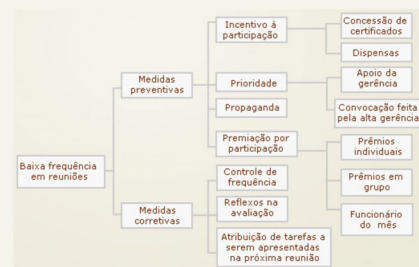 Incentivo à
participação
Concessão de
certificados
Dispensas
Medidas
preventivas
Prioridade
Apoio da
gerência
Propaganda
Convocação feita
pela alta gerência
Premiação por
participação
Prêmios
individuais
Baixa frequência
em reuniões
Controle de
frequência
Prêmios em
grupo
Medidas
corretivas
Reflexos na
avaliação
Funcionário
do mês
Atribuição de tarefas a
serem apresentadas
na próxima reunião